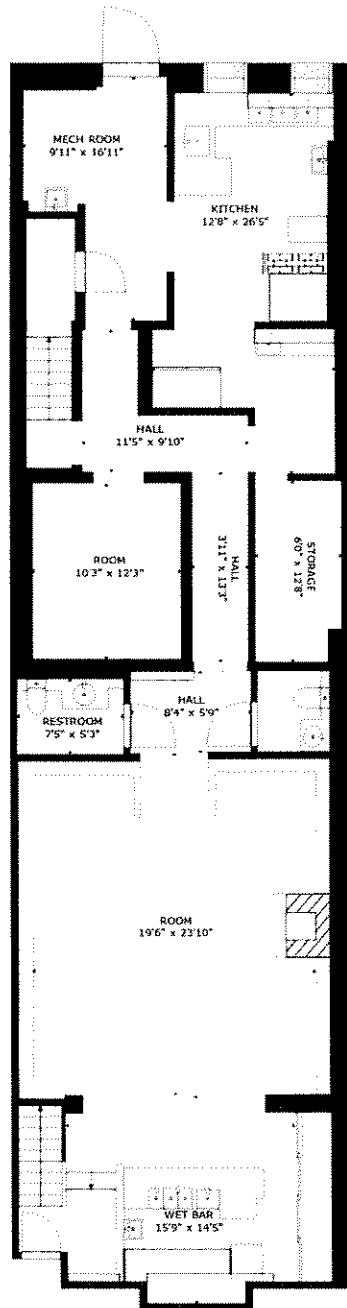 MECH ROOM
9'11" x 16'11"
KITCHEN
12'8" x 26'5"
HALL
11'5" x 9'10"
ROOM
10'3" x 12'3"
HALL
3'11" x 13'3"
STORAGE
6'0" x 12'8"
HALL
8'4" x 5'9"
RESTROOM
7'5" x 5'3"
ROOM
19'6" x 23'10"
WET BAR
15'9" x 14'5"